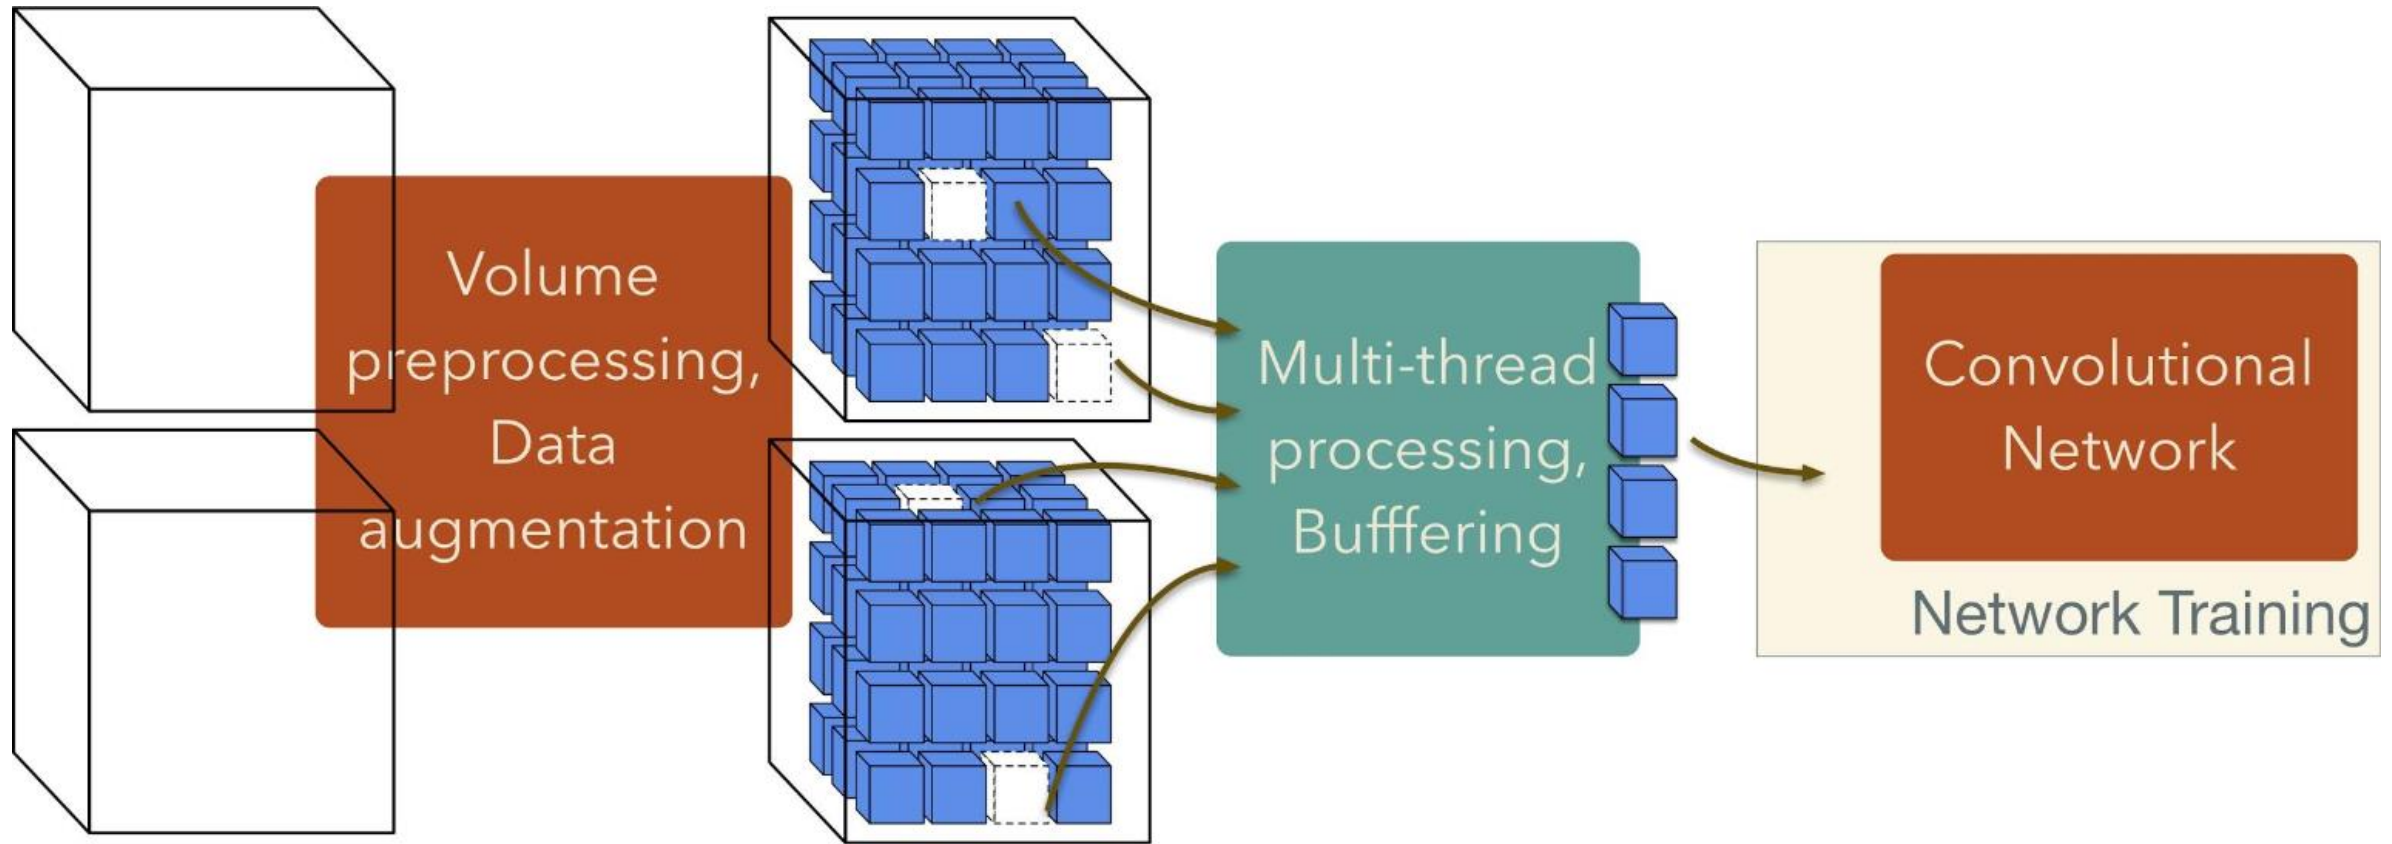 Volume
preprocessing,
Data
augmentation
Multi-thread
processing,
Bufffering
Convolutional
Network
Network Training